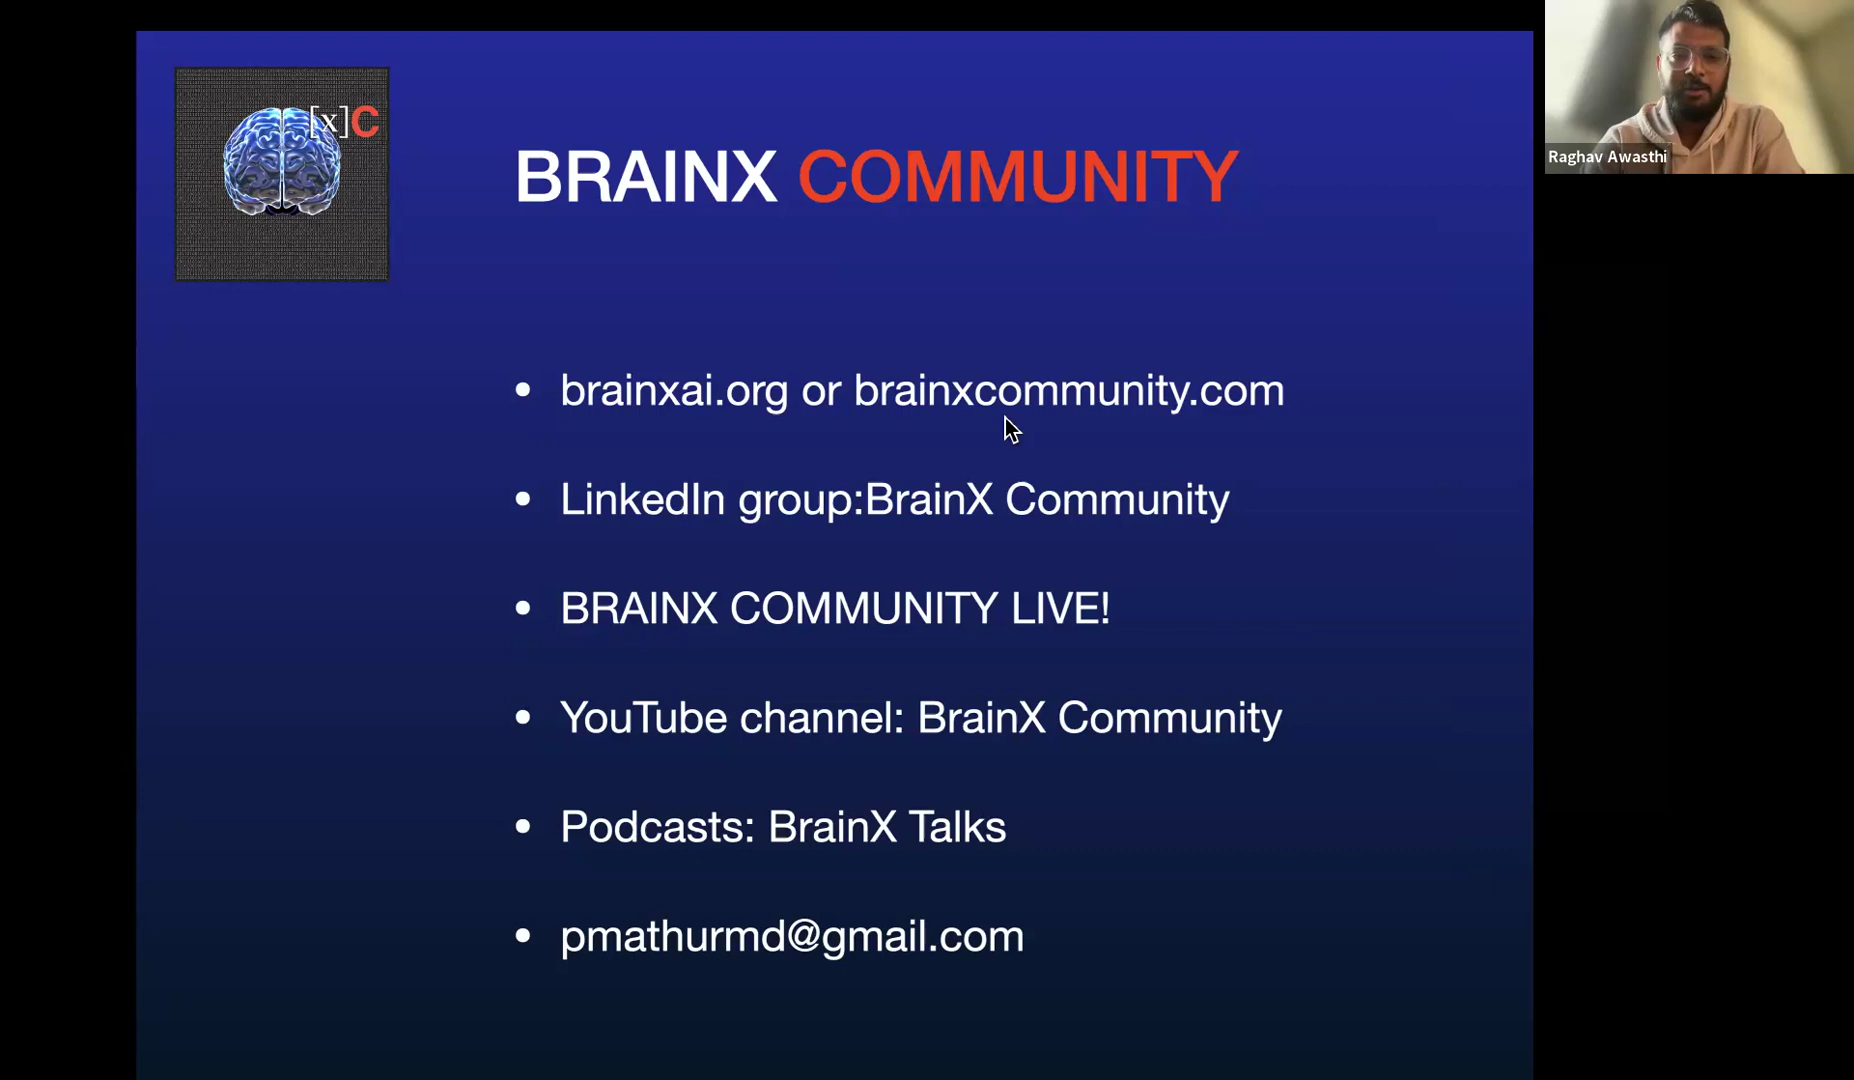 [x]C
BRAINX COMMUNITY
Raghav Awasthi
• brainxai.org or brainxcommunity.com
• LinkedIn group:BrainX Community
• BRAINX COMMUNITY LIVE!
• YouTube channel: BrainX Community
• Podcasts: BrainX Talks
• pmathurmd@gmail.com